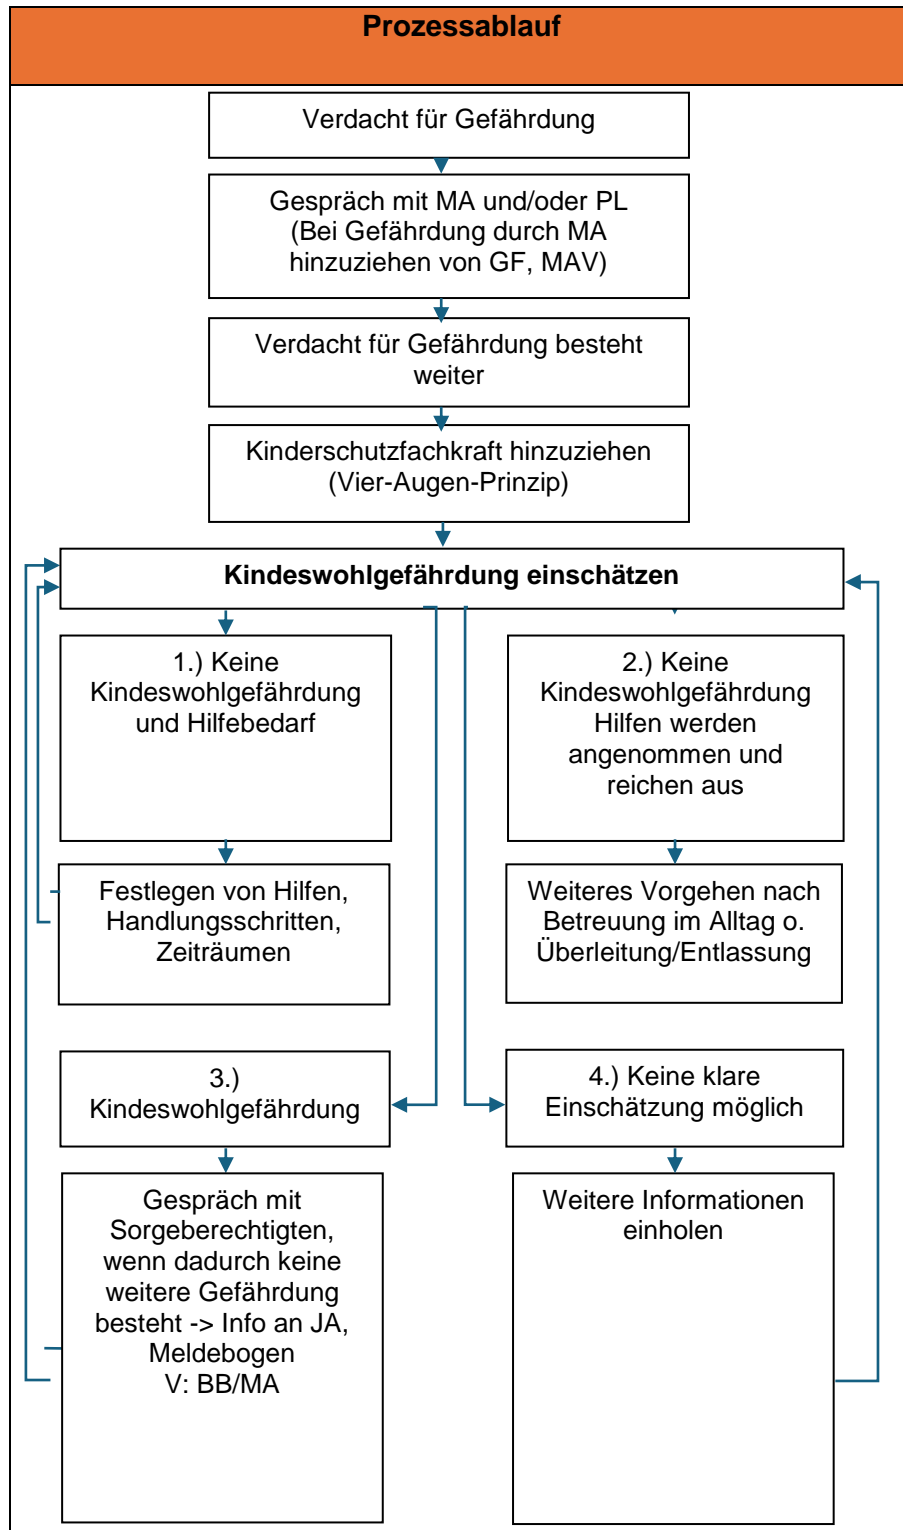 Prozessablauf
Verdacht für Gefährdung
Gespräch mit MA und/oder PL
(Bei Gefährdung durch MA
hinzuziehen von GF, MAV)
Verdacht für Gefährdung besteht
weiter
Kinderschutzfachkraft hinzuziehen
(Vier-Augen-Prinzip)
Kindeswohlgefährdung einschätzen
1.) Keine
Kindeswohlgefährdung
und Hilfebedarf
2.) Keine
Kindeswohlgefährdung
Hilfen werden
angenommen und
reichen aus
Festlegen von Hilfen,
Handlungsschritten,
Zeiträumen
Weiteres Vorgehen nach
Betreuung im Alltag o.
Überleitung/Entlassung
3.)
Kindeswohlgefährdung
4.) Keine klare
Einschätzung möglich
Gespräch mit
Sorgeberechtigten,
wenn dadurch keine
weitere Gefährdung
besteht -> Info an JA,
Meldebogen
V: BB/MA
Weitere Informationen
einholen